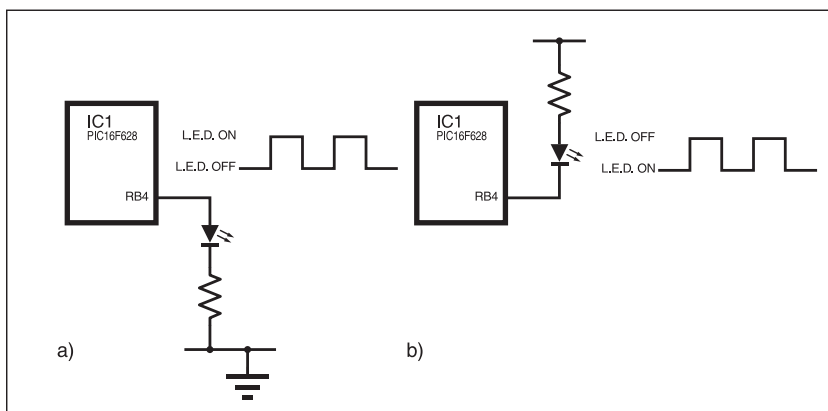 IC1
PIC16F628
L.E.D. ON
L.E.D. OFF
RB4
a)
IC1
PIC16F628
L.E.D. OFF
L.E.D. ON
RB4
b)